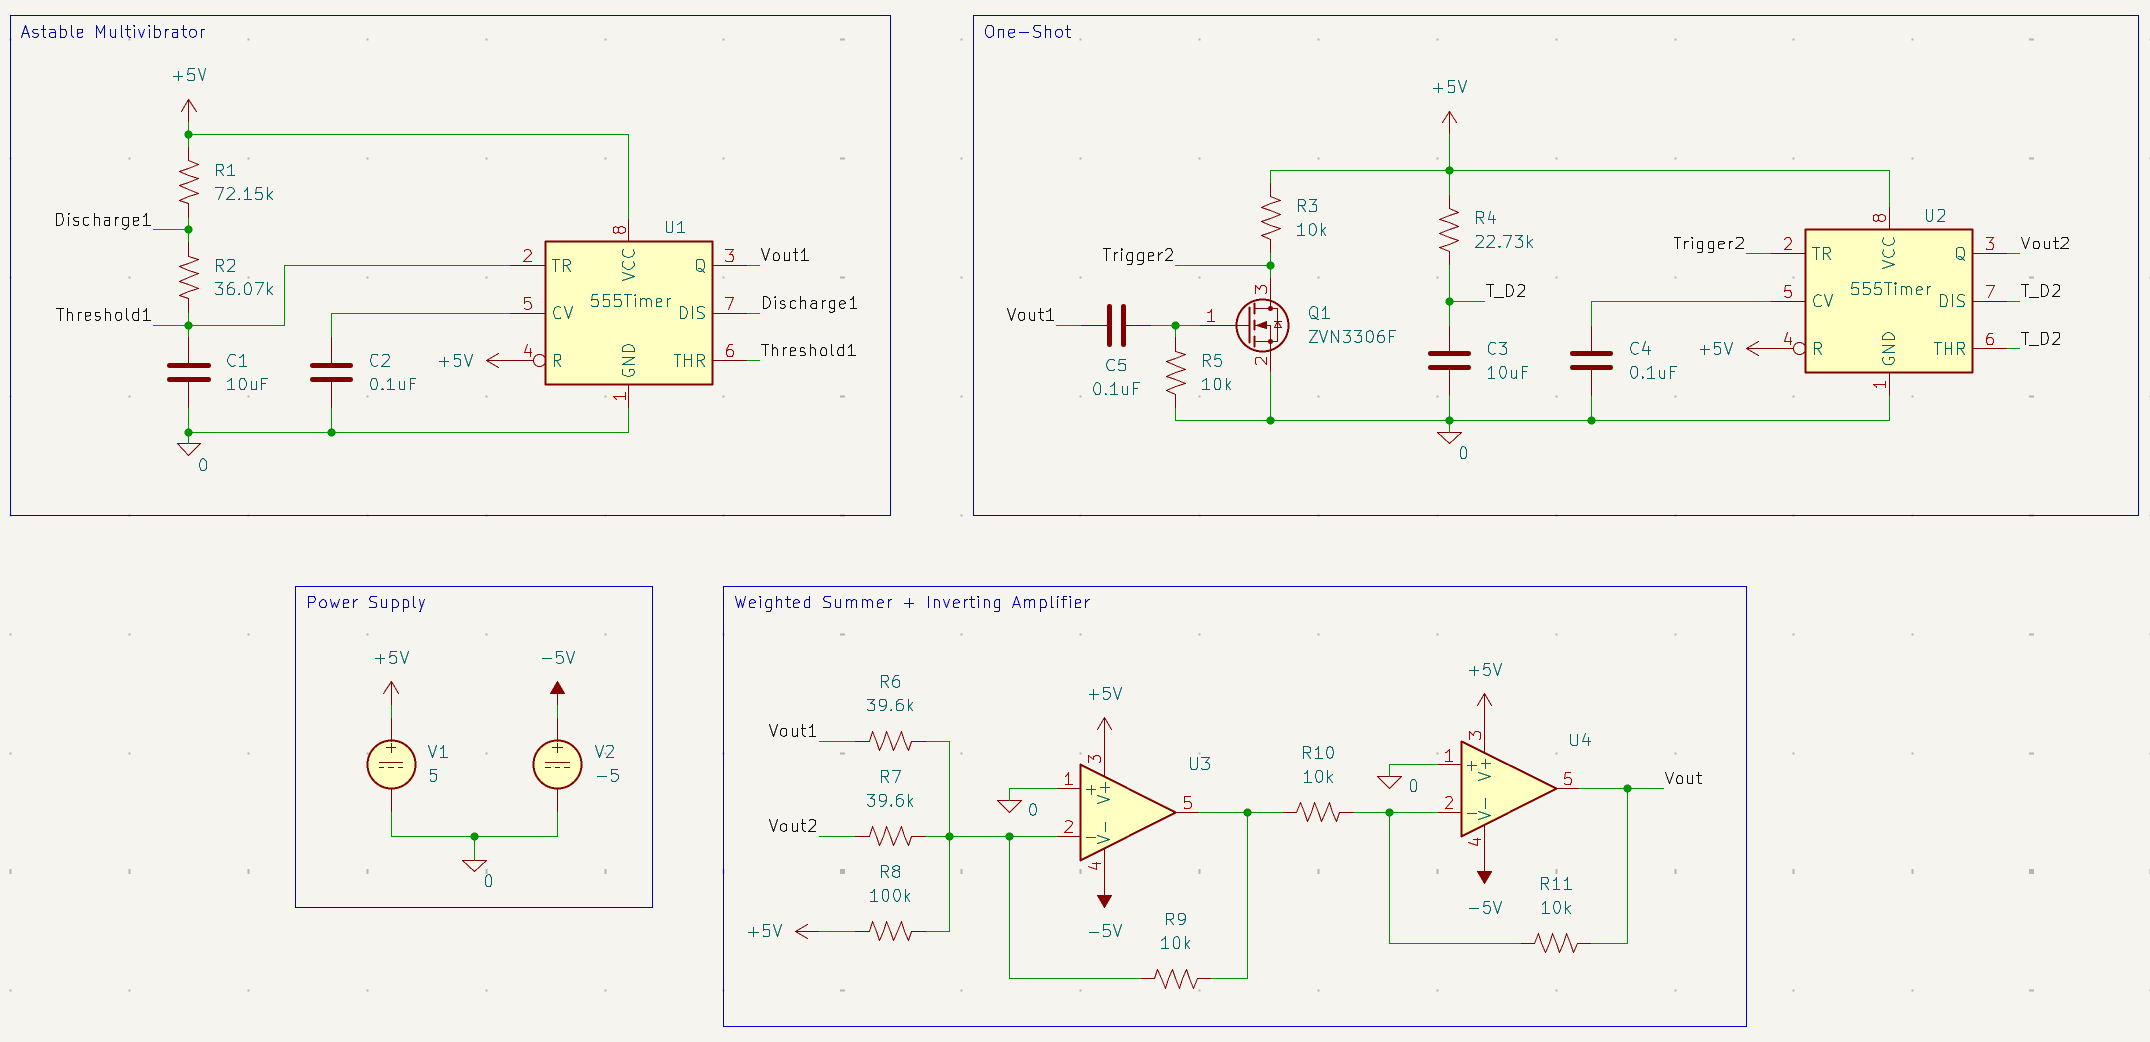 Astable Multivibrator
+5V
R1
72.15k
Discharge1
R2
36.07k
Threshold1
C1
10uF
0
C2
0.1uF
+5V
U1
555Timer
2
TR
5
CV
4
R
8
VCC
GND
1
Q
3
Vout1
DIS
7
Discharge1
THR
6
Threshold1
One-Shot
+5V
R3
10k
Trigger2
Vout1
C5
0.1uF
R5
10k
1
3
2
Q1
ZVN3306F
R4
22.73k
T_D2
C3
10uF
0
C4
0.1uF
+5V
Trigger2
U2
555Timer
2
TR
5
CV
4
R
8
VCC
GND
1
Q
3
Vout2
DIS
7
T_D2
THR
6
T_D2
Power Supply
+5V
-5V
V1
5
V2
-5
0
Weighted Summer + Inverting Amplifier
R6
39.6k
Vout1
R7
39.6k
Vout2
R8
100k
+5V
0
+5V
U3
1
2
3
V+
V-
4
5
-5V
R9
10k
R10
10k
0
+5V
U4
1
2
3
V+
V-
4
5
-5V
R11
10k
Vout